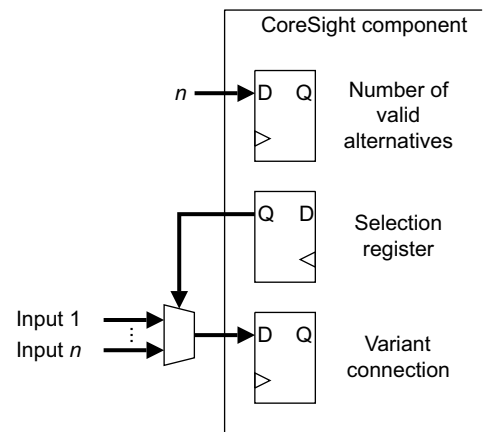 CoreSight component
n
D Q
Number of
valid
alternatives
Q D
Selection
register
Input 1
Input n
D Q
Variant
connection